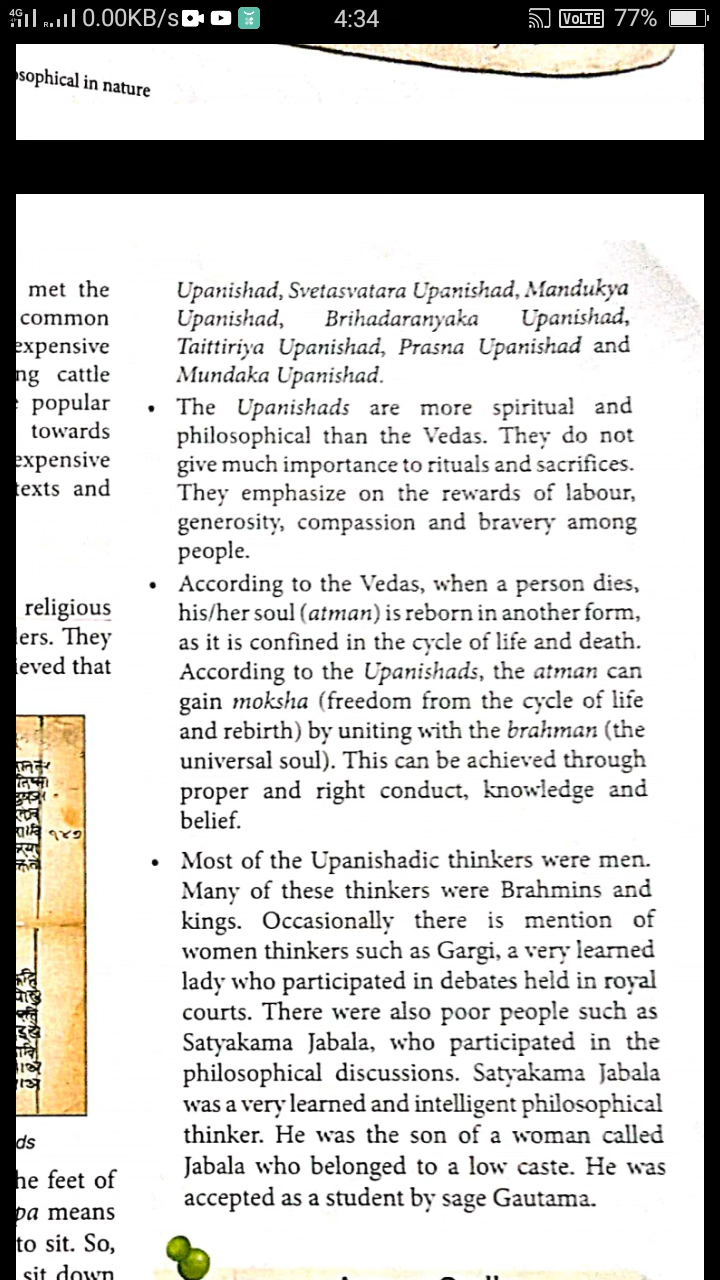 4G 0.00KB/s 4:34 VoLTE 77%
sophical in nature
met the
common
expensive
ng cattle
popular
towards
expensive
texts and
religious
ers. They
ieved that
ds
he feet of
pa means
to sit. So,
sit down
Upanishad, Svetasvatara Upanishad, Mandukya
Upanishad, Brihadaranyaka Upanishad,
Taittiriya Upanishad, Prasna Upanishad and
Mundaka Upanishad.
• The Upanishads are more spiritual and
philosophical than the Vedas. They do not
give much importance to rituals and sacrifices.
They emphasize on the rewards of labour,
generosity, compassion and bravery among
people.
• According to the Vedas, when a person dies,
his/her soul (atman) is reborn in another form,
as it is confined in the cycle of life and death.
According to the Upanishads, the atman can
gain moksha (freedom from the cycle of life
and rebirth) by uniting with the brahman (the
universal soul). This can be achieved through
proper and right conduct, knowledge and
belief.
• Most of the Upanishadic thinkers were men.
Many of these thinkers were Brahmins and
kings. Occasionally there is mention of
women thinkers such as Gargi, a very learned
lady who participated in debates held in royal
courts. There were also poor people such as
Satyakama Jabala, who participated in the
philosophical discussions. Satyakama Jabala
was a very learned and intelligent philosophical
thinker. He was the son of a woman called
Jabala who belonged to a low caste. He was
accepted as a student by sage Gautama.